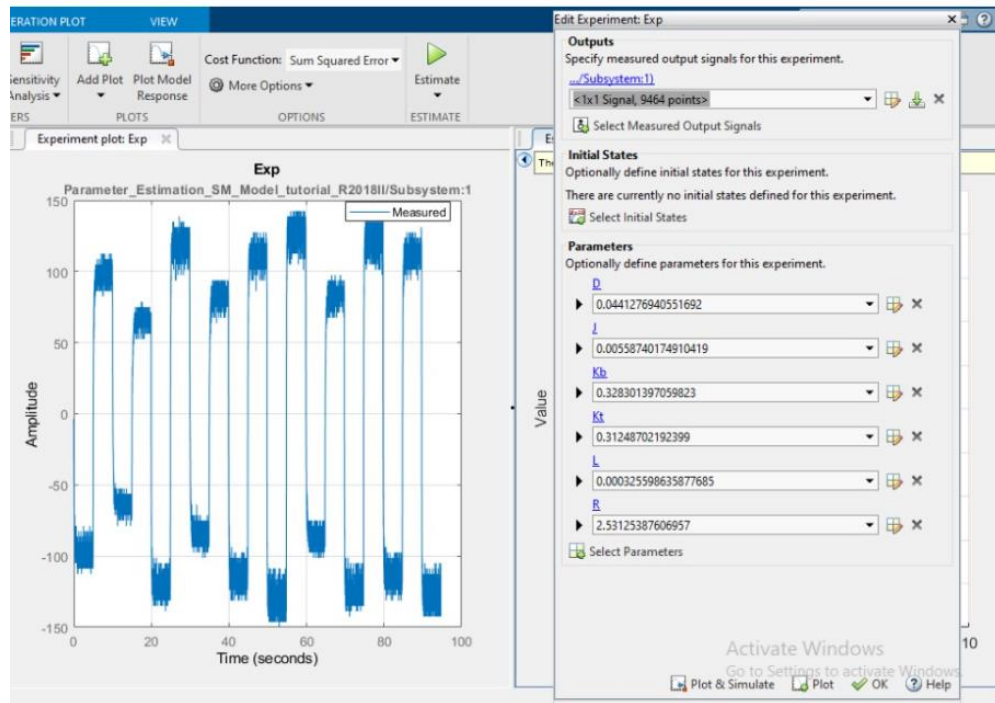 ERATION PLOT
VIEW
Sensitivity
Analysis
Add Plot
Plot Model
Response
Cost Function: Sum Squared Error
More Options
Estimate
ERS
PLOTS
OPTIONS
ESTIMATE
Experiment plot: Exp
Exp
Parameter_Estimation_SM_Model_tutorial_R2018II/Subsystem:1
Measured
150
100
50
0
-50
-100
-150
Amplitude
0
20
40
60
80
100
Time (seconds)
Es
The
Value
10
Edit Experiment: Exp
Outputs
Specify measured output signals for this experiment.
.../Subsystem:1)
<1x1 Signal, 9464 points>
Select Measured Output Signals
Initial States
Optionally define initial states for this experiment.
There are currently no initial states defined for this experiment.
Select Initial States
Parameters
Optionally define parameters for this experiment.
D
0.0441276940551692
J
0.00558740174910419
Kb
0.328301397059823
Kt
0.31248702192399
L
0.000325598635877685
R
2.53125387606957
Select Parameters
Activate Windows
Go to Settings to activate Windows.
Plot & Simulate
Plot
OK
Help